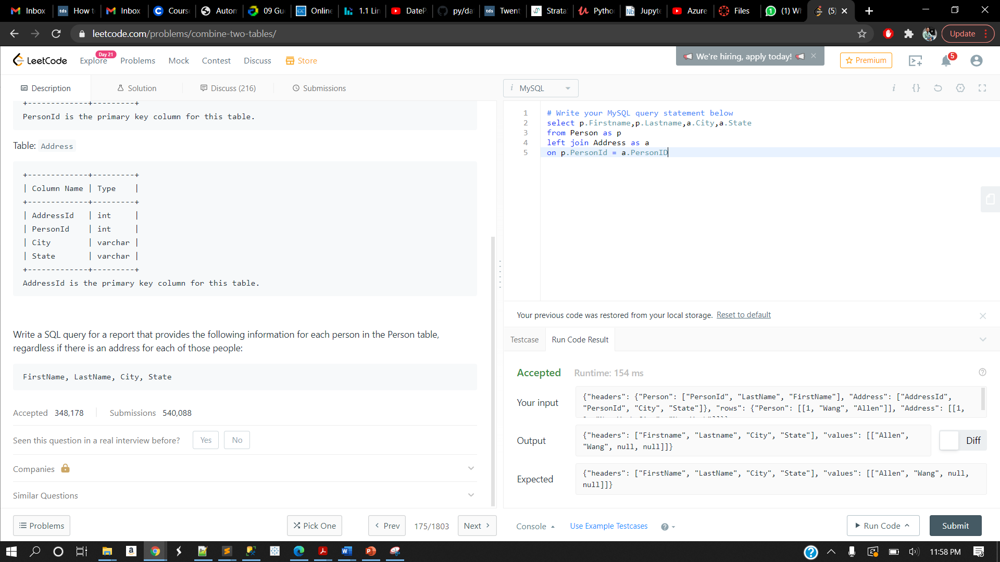 Inbox
How t
Inbox
Cours
Auton
09 Gu
Online
1.1 Lin
DateP
py/da
Twent
Strata
Pytho
Jupyte
Azure
Files
(1) W
(5)
leetcode.com/problems/combine-two-tables/
Update
LeetCode
Explore
Day 21
Problems
Mock
Contest
Discuss
Store
We're hiring, apply today!
Premium
5
Description
Solution
Discuss (216)
Submissions
+-------------+---------+
PersonId is the primary key column for this table.
Table: Address
+-------------+---------+
| Column Name | Type    |
+-------------+---------+
| AddressId   | int     |
| PersonId    | int     |
| City        | varchar |
| State       | varchar |
+-------------+---------+
AddressId is the primary key column for this table.
Write a SQL query for a report that provides the following information for each person in the Person table,
regardless if there is an address for each of those people:
FirstName, LastName, City, State
Accepted 348,178 Submissions 540,088
Seen this question in a real interview before? Yes No
Companies
Similar Questions
Problems
Pick One
Prev
175/1803
Next
MySQL
1 # Write your MySQL query statement below
2 select p.Firstname,p.Lastname,a.City,a.State
3 from Person as p
4 left join Address as a
5 on p.PersonId = a.PersonID
Your previous code was restored from your local storage. Reset to default
Testcase
Run Code Result
Accepted Runtime: 154 ms
Your input
{"headers": {"Person": ["PersonId", "LastName", "FirstName"], "Address": ["AddressId",
"PersonId", "City", "State"]}, "rows": {"Person": [[1, "Wang", "Allen"]], "Address": [[1,
Output
{"headers": ["Firstname", "Lastname", "City", "State"], "values": [["Allen",
"Wang", null, null]]}
Diff
Expected
{"headers": ["FirstName", "LastName", "City", "State"], "values": [["Allen", "Wang", null,
null]]}
Console
Use Example Testcases
Run Code
Submit
11:58 PM